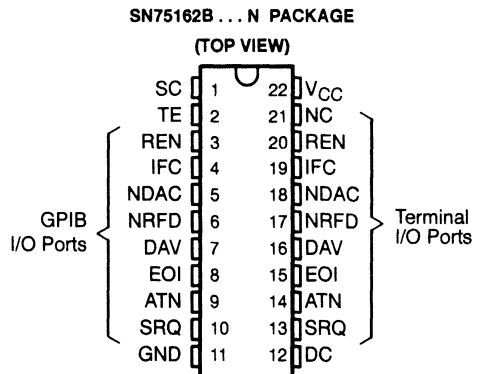 SN75162B . . . N PACKAGE
(TOP VIEW)
SC 1 22 VCC
TE 2 21 NC
REN 3 20 REN
IFC 4 19 IFC
NDAC 5 18 NDAC
NRFD 6 17 NRFD
DAV 7 16 DAV
EOI 8 15 EOI
ATN 9 14 ATN
SRQ 10 13 SRQ
GND 11 12 DC
GPIB
I/O Ports
Terminal
I/O Ports